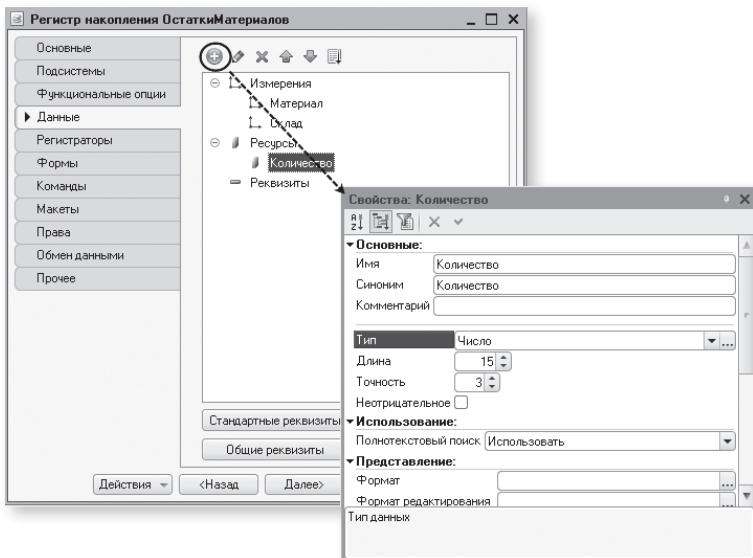 Регистр накопления ОстаткиМатериалов
Основные
Подсистемы
Функциональные опции
Данные
Регистраторы
Формы
Команды
Макеты
Права
Обмен данными
Прочее
Измерения
Материал
Склад
Ресурсы
Количество
Реквизиты
Стандартные реквизиты
Общие реквизиты
Действия
<Назад
Далее>
Свойства: Количество
Основные:
Имя Количество
Синоним Количество
Комментарий
Тип Число
Длина 15
Точность 3
Неотрицательное
Использование:
Полнотекстовый поиск Использовать
Представление:
Формат
Формат редактирования
Тип данных